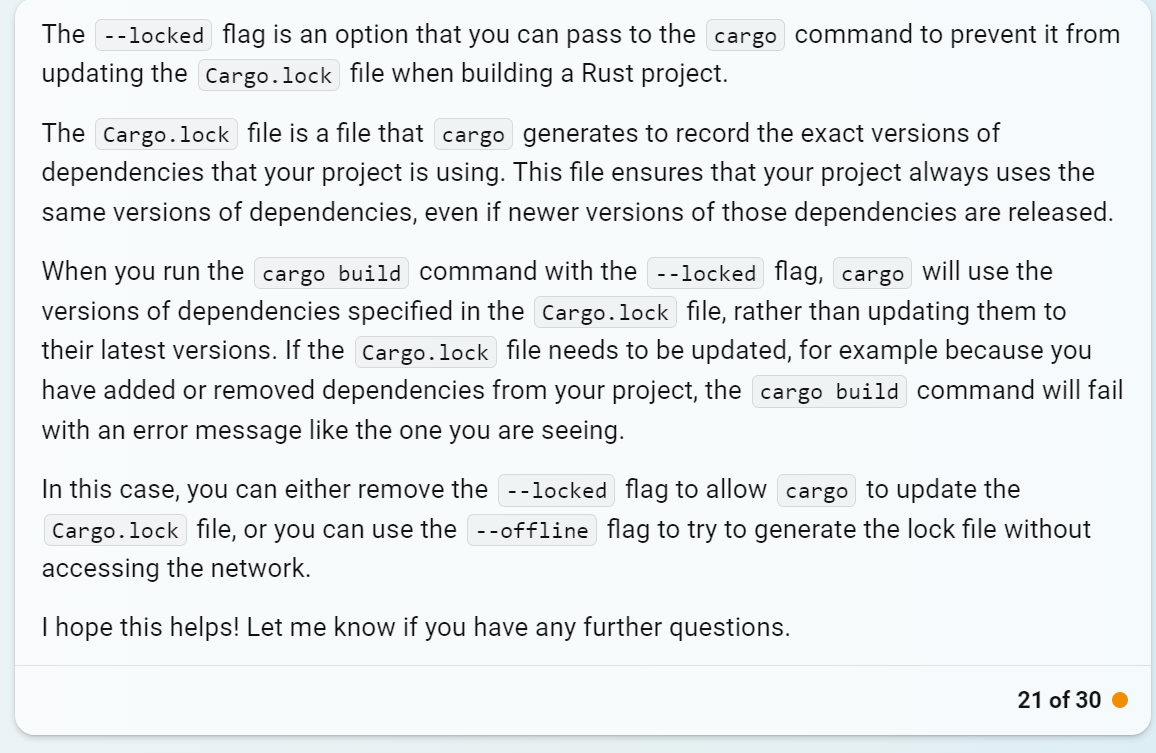 The --locked flag is an option that you can pass to the cargo command to prevent it from
updating the Cargo.lock file when building a Rust project.
The Cargo.lock file is a file that cargo generates to record the exact versions of
dependencies that your project is using. This file ensures that your project always uses the
same versions of dependencies, even if newer versions of those dependencies are released.
When you run the cargo build command with the --locked flag, cargo will use the
versions of dependencies specified in the Cargo.lock file, rather than updating them to
their latest versions. If the Cargo.lock file needs to be updated, for example because you
have added or removed dependencies from your project, the cargo build command will fail
with an error message like the one you are seeing.
In this case, you can either remove the --locked flag to allow cargo to update the
Cargo.lock file, or you can use the --offline flag to try to generate the lock file without
accessing the network.
I hope this helps! Let me know if you have any further questions.
21 of 30